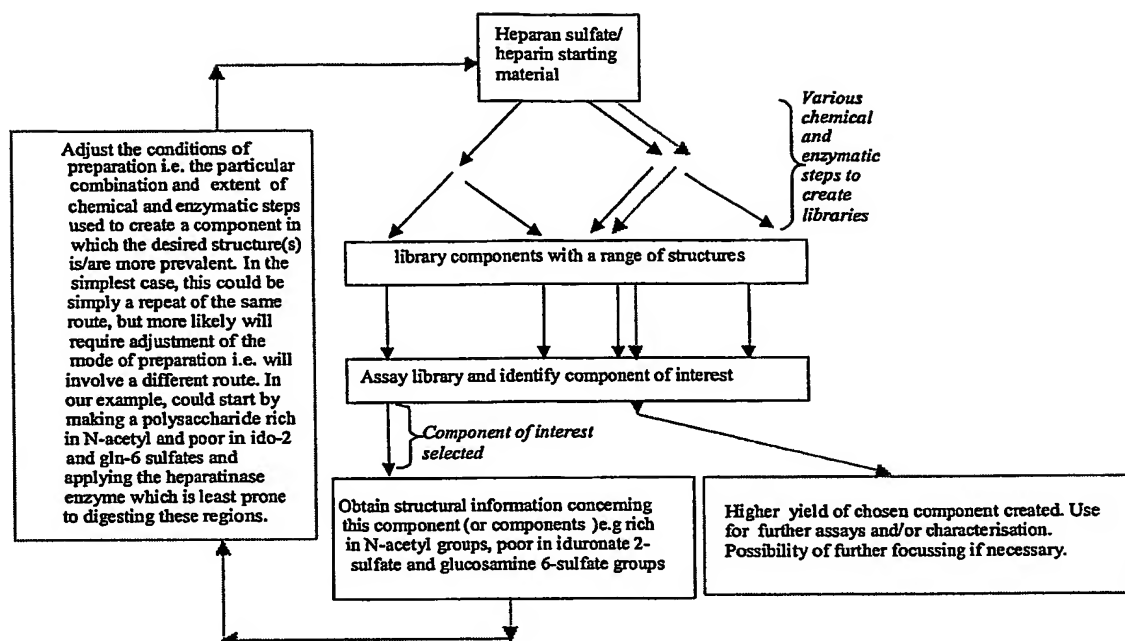 Heparan sulfate/
heparin starting
material
Various
chemical
and
enzymatic
steps to
create
libraries
Adjust the conditions of
preparation i.e. the particular
combination and extent of
chemical and enzymatic steps
used to create a component in
which the desired structure(s)
is/are more prevalent. In the
simplest case, this could be
simply a repeat of the same
route, but more likely will
require adjustment of the
mode of preparation i.e. will
involve a different route. In
our example, could start by
making a polysaccharide rich
in N-acetyl and poor in ido-2
and gln-6 sulfates and
applying the heparatinase
enzyme which is least prone
to digesting these regions.
library components with a range of structures
Assay library and identify component of interest
Component of interest
selected
Obtain structural information concerning
this component (or components )e.g rich
in N-acetyl groups, poor in iduronate 2-
sulfate and glucosamine 6-sulfate groups
Higher yield of chosen component created. Use
for further assays and/or characterisation.
Possibility of further focussing if necessary.